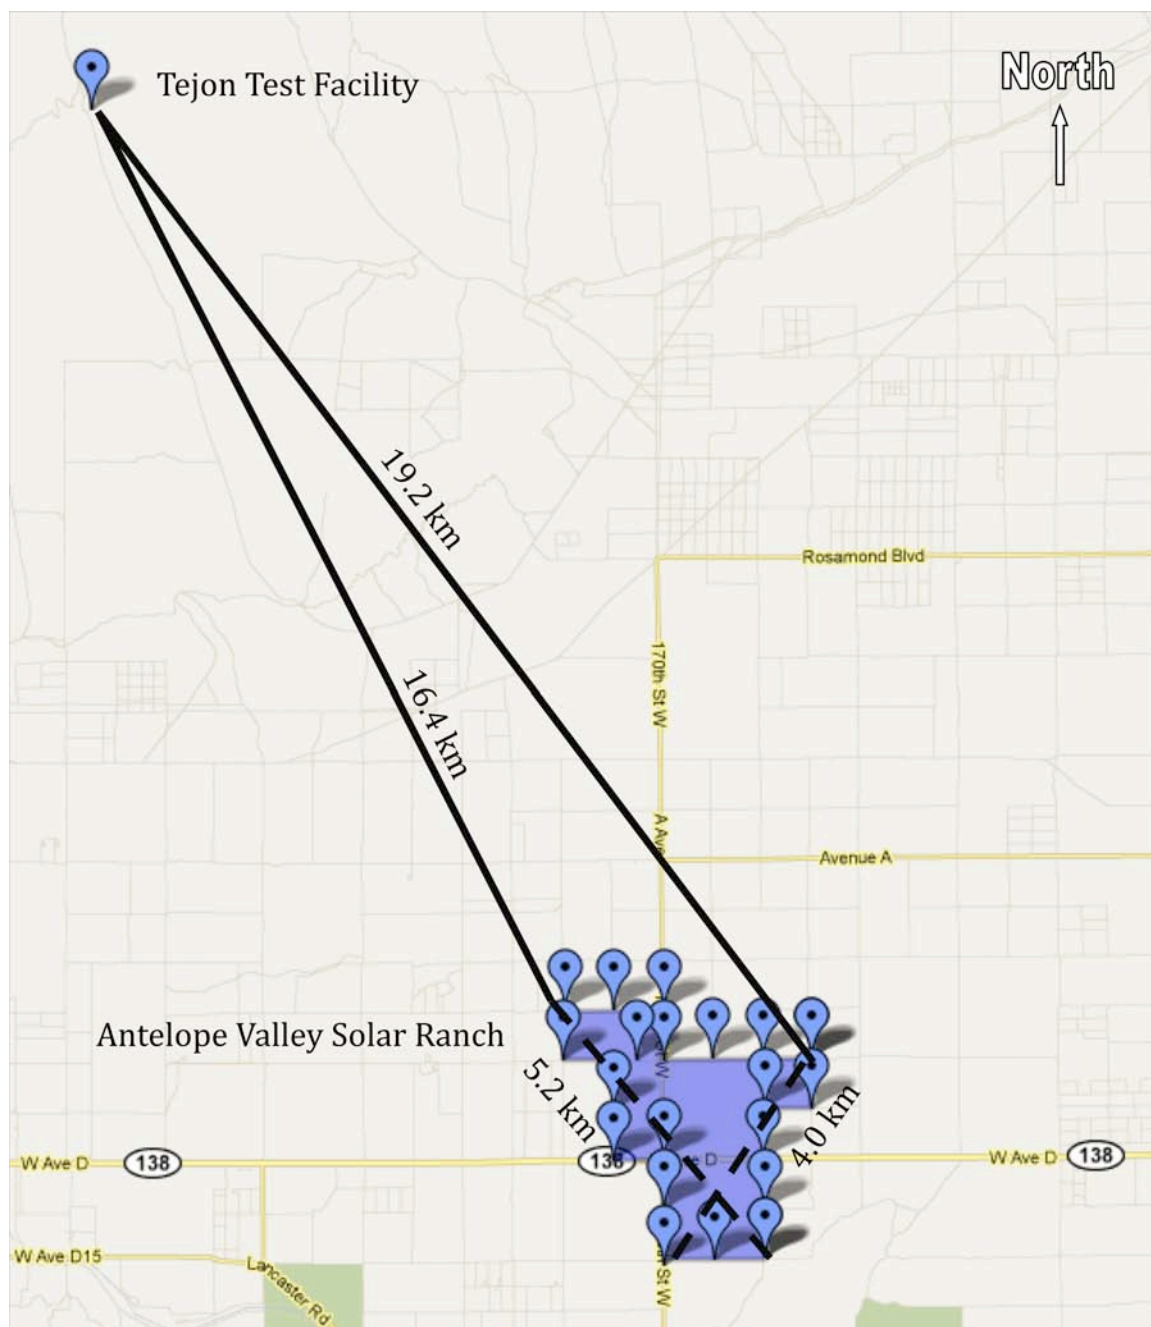 Tejon Test Facility
North
19.2 km
Rosamond Blvd
170th St W
16.4 km
A Ave
Avenue A
Antelope Valley Solar Ranch
W
5.2 km
4.0 km
W Ave D
138
138
e D
W Ave D
138
W Ave D15
Lancaster Rd
h St W